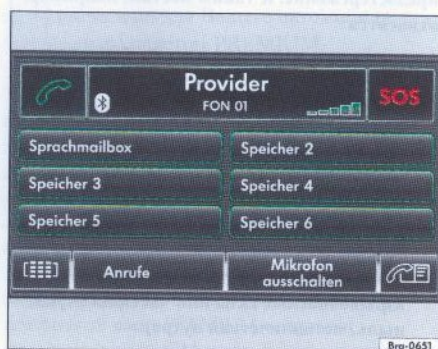 Provider
FON 01
SOS
Sprachmailbox
Speicher 2
Speicher 3
Speicher 4
Speicher 5
Speicher 6
Anrufe
Mikrofon
ausschalten
Bra-0651